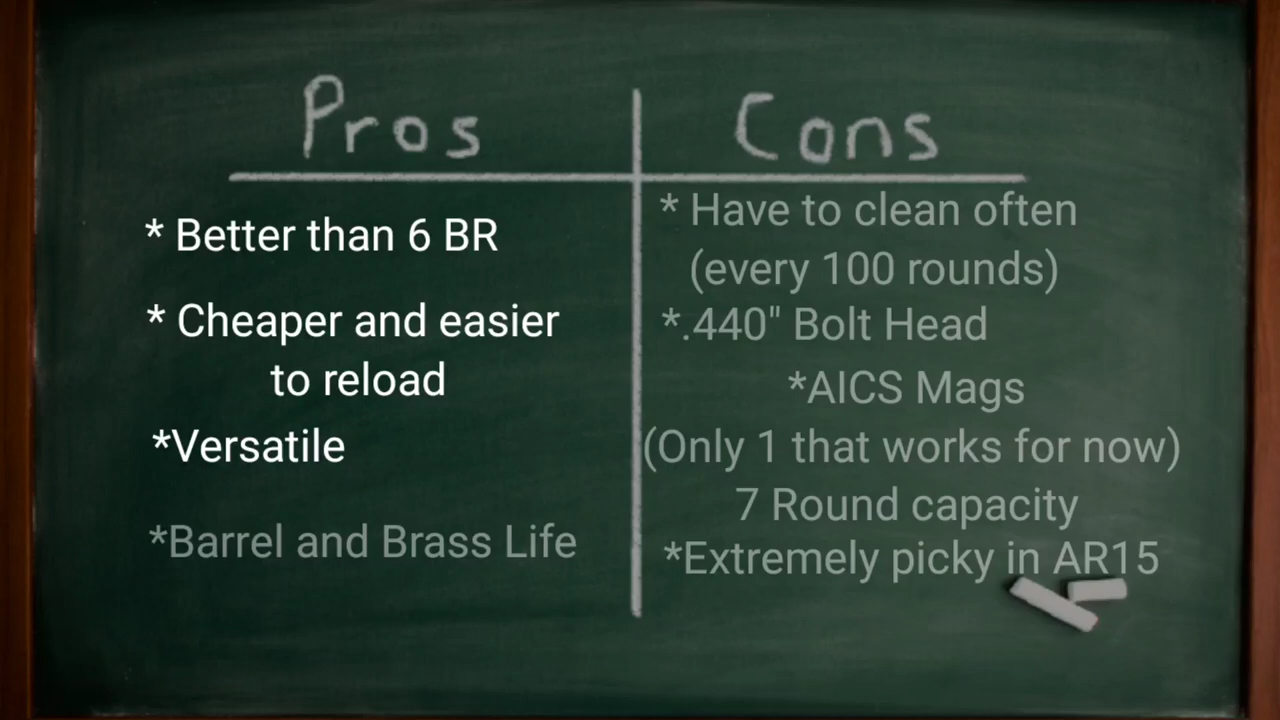 Pros
* Better than 6 BR
* Cheaper and easier
to reload
*Versatile
*Barrel and Brass Life
Cons
* Have to clean often
(every 100 rounds)
*.440" Bolt Head
*AICS Mags
(Only 1 that works for now)
7 Round capacity
*Extremely picky in AR15